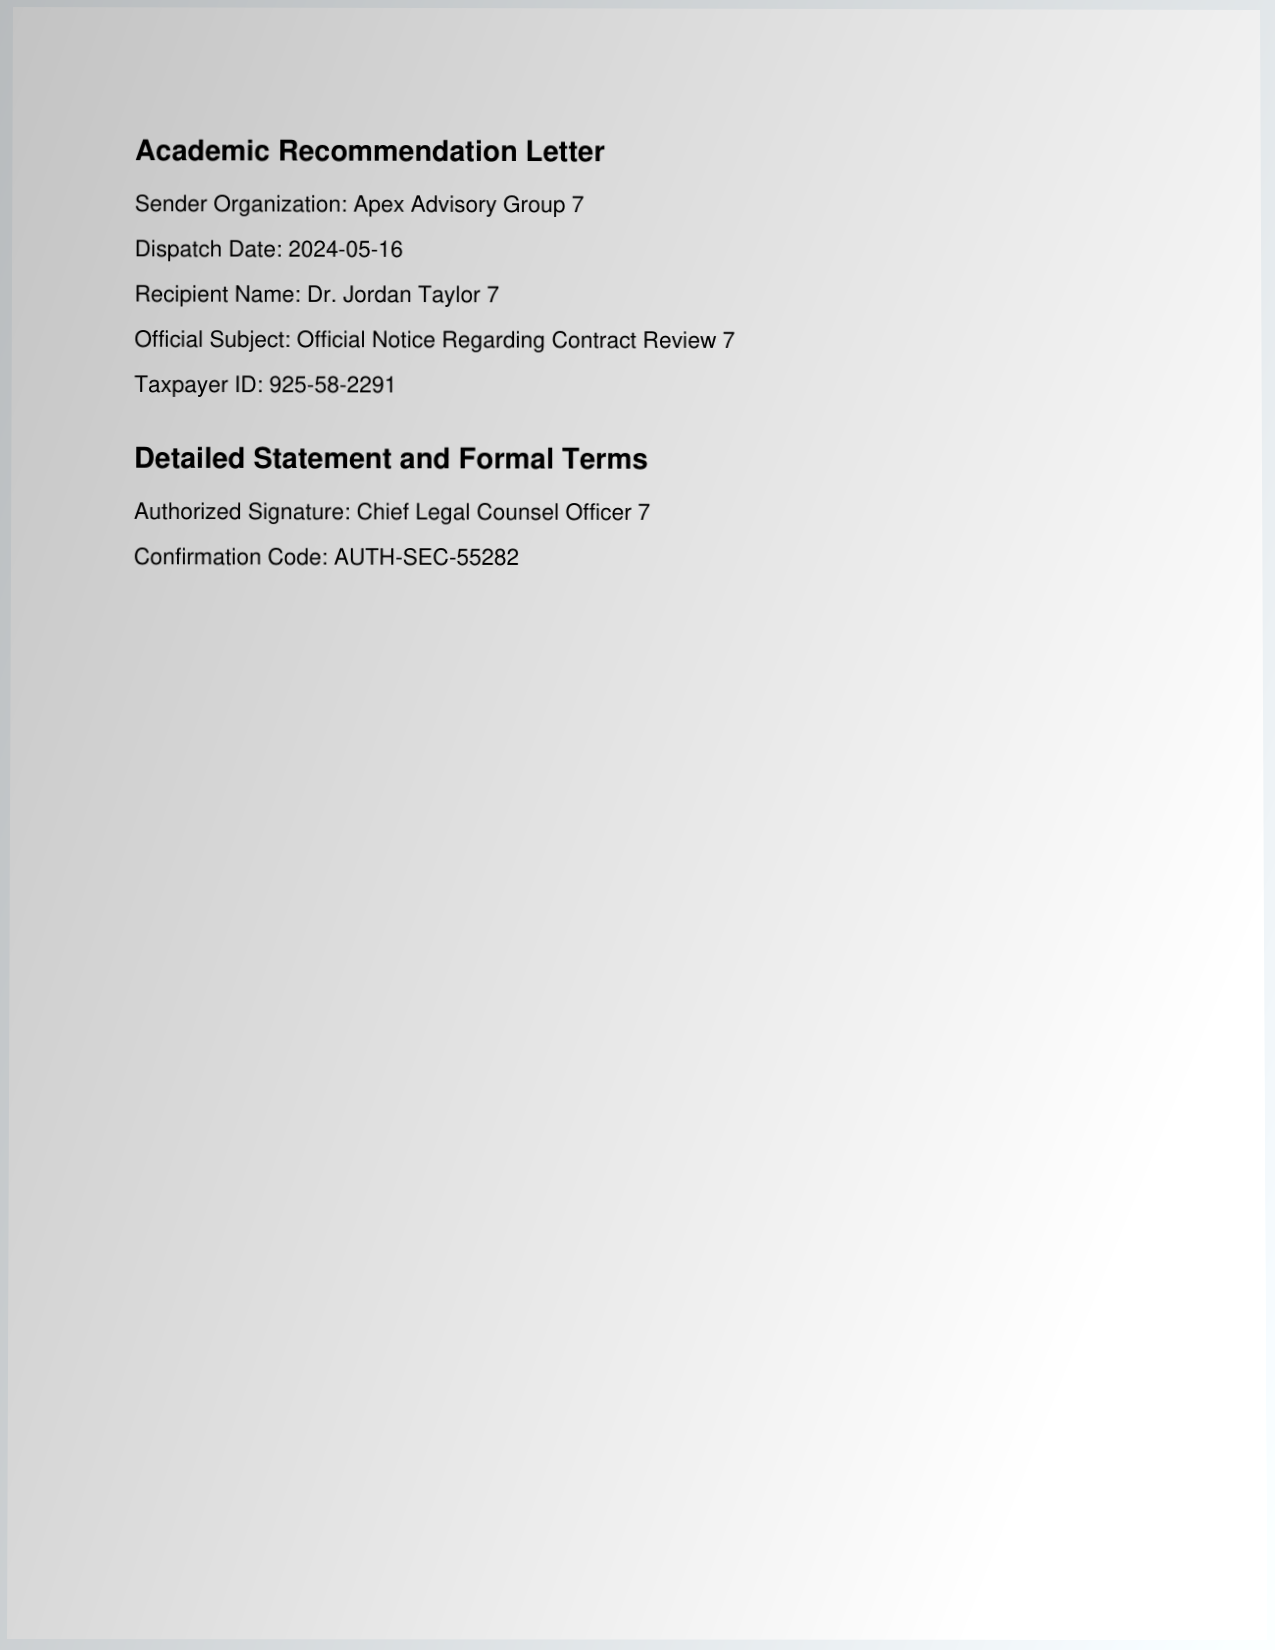 Academic Recommendation Letter
Sender Organization: Apex Advisory Group 7
Dispatch Date: 2024-05-16
Recipient Name: Dr. Jordan Taylor 7
Official Subject: Official Notice Regarding Contract Review 7
Taxpayer ID: 925-58-2291
Detailed Statement and Formal Terms
Authorized Signature: Chief Legal Counsel Officer 7
Confirmation Code: AUTH-SEC-55282